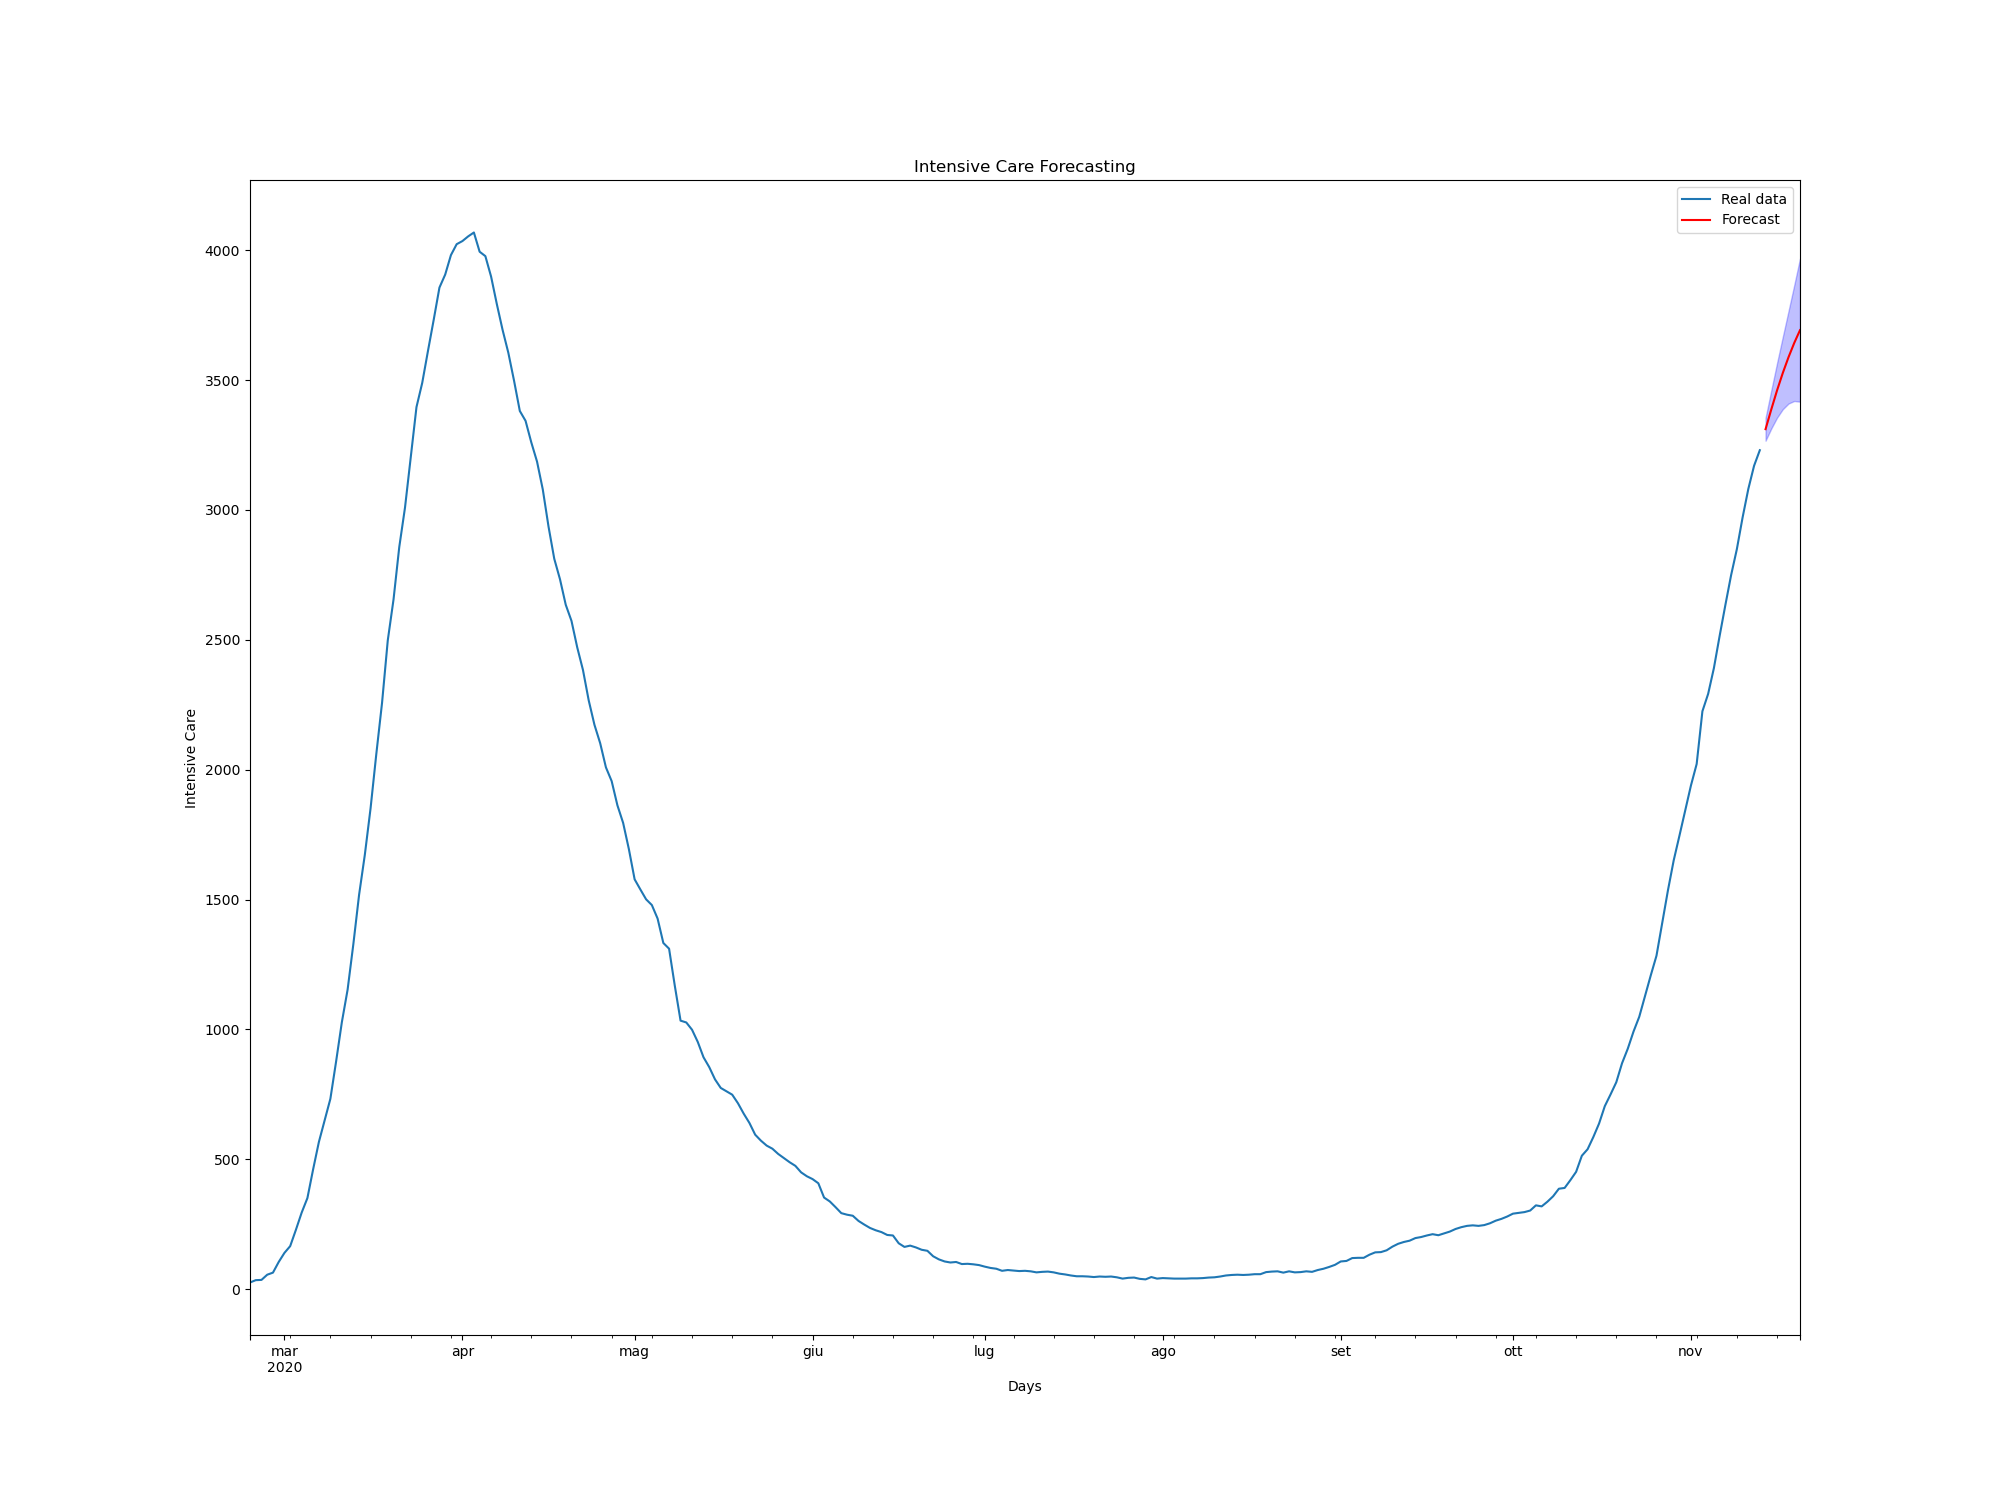 Intensive Care Forecasting
Real data
Forecast
4000
3500
3000
2500
2000
1500
1000
500
0
Intensive Care
mar apr mag giu lug ago set ott nov
2020
Days